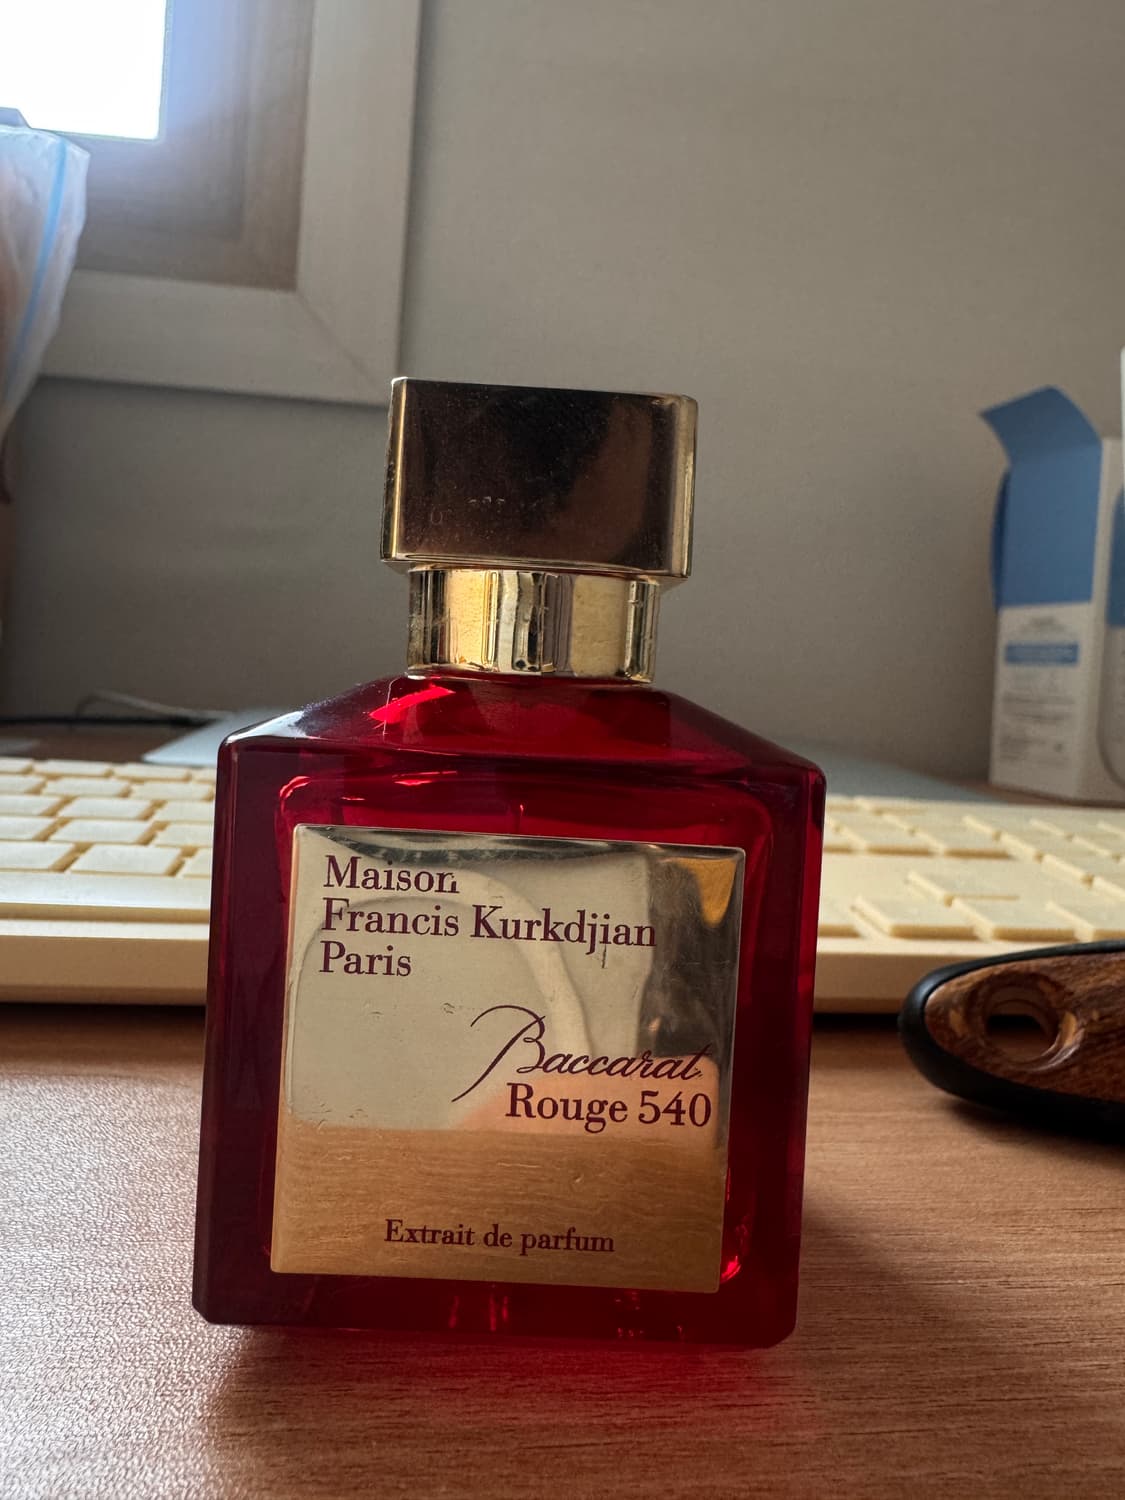 Maison
Francis Kurkdjian
Paris
Baccarat
Rouge 540
Extrait de parfum